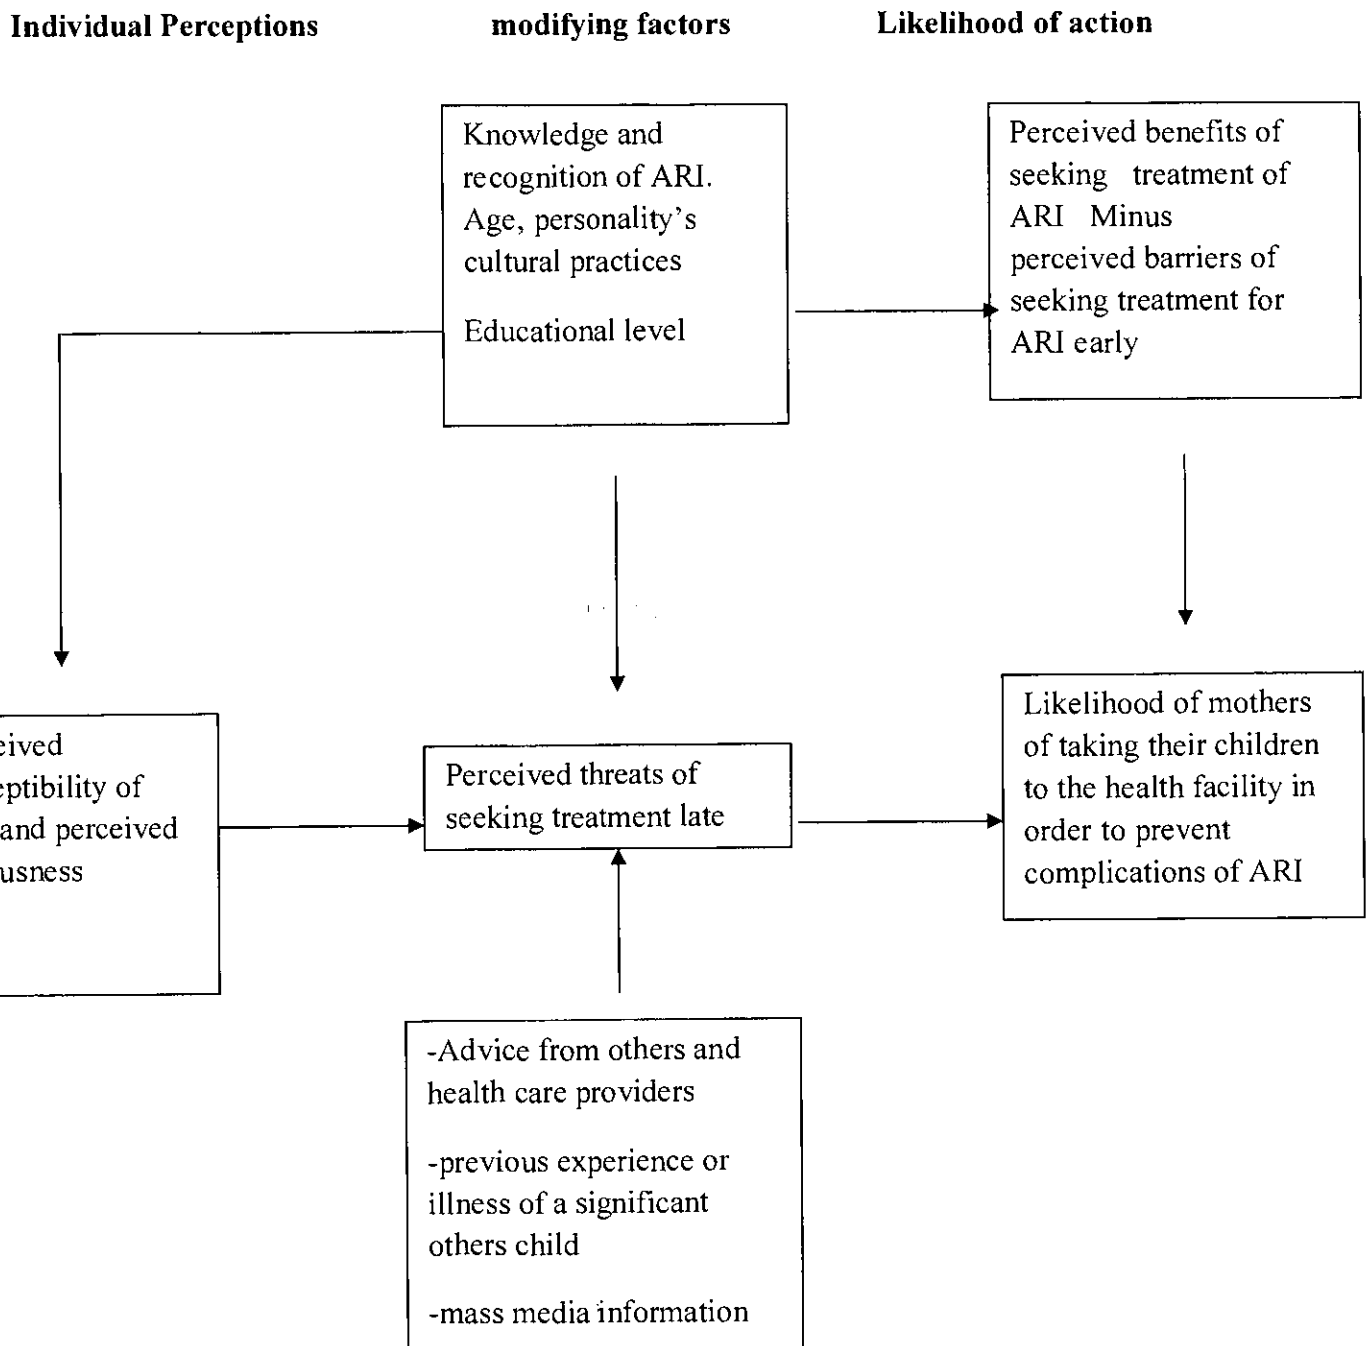 Individual Perceptions
modifying factors
Likelihood of action
Knowledge and
recognition of ARI.
Age, personality's
cultural practices
Educational level
Perceived benefits of
seeking treatment of
ARI Minus
perceived barriers of
seeking treatment for
ARI early
eived
eptibility of
and perceived
usness
Perceived threats of
seeking treatment late
Likelihood of mothers
of taking their children
to the health facility in
order to prevent
complications of ARI
-Advice from others and
health care providers
-previous experience or
illness of a significant
others child
-mass media information